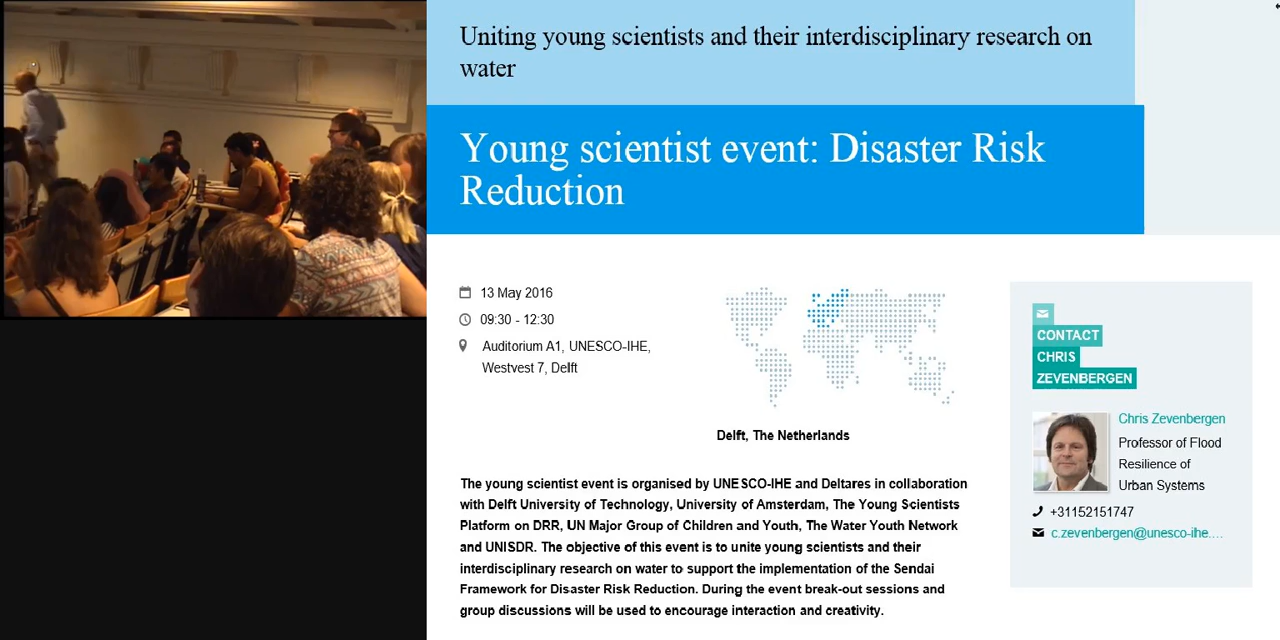 Uniting young scientists and their interdisciplinary research on
water
Young scientist event: Disaster Risk
Reduction
13 May 2016
09:30 - 12:30
Auditorium A1, UNESCO-IHE,
Westvest 7, Delft
Delft, The Netherlands
The young scientist event is organised by UNESCO-IHE and Deltares in collaboration
with Delft University of Technology, University of Amsterdam, The Young Scientists
Platform on DRR, UN Major Group of Children and Youth, The Water Youth Network
and UNISDR. The objective of this event is to unite young scientists and their
interdisciplinary research on water to support the implementation of the Sendai
Framework for Disaster Risk Reduction. During the event break-out sessions and
group discussions will be used to encourage interaction and creativity.
CONTACT
CHRIS
ZEVENBERGEN
Chris Zevenbergen
Professor of Flood
Resilience of
Urban Systems
+31152151747
c.zevenbergen@unesco-ihe....